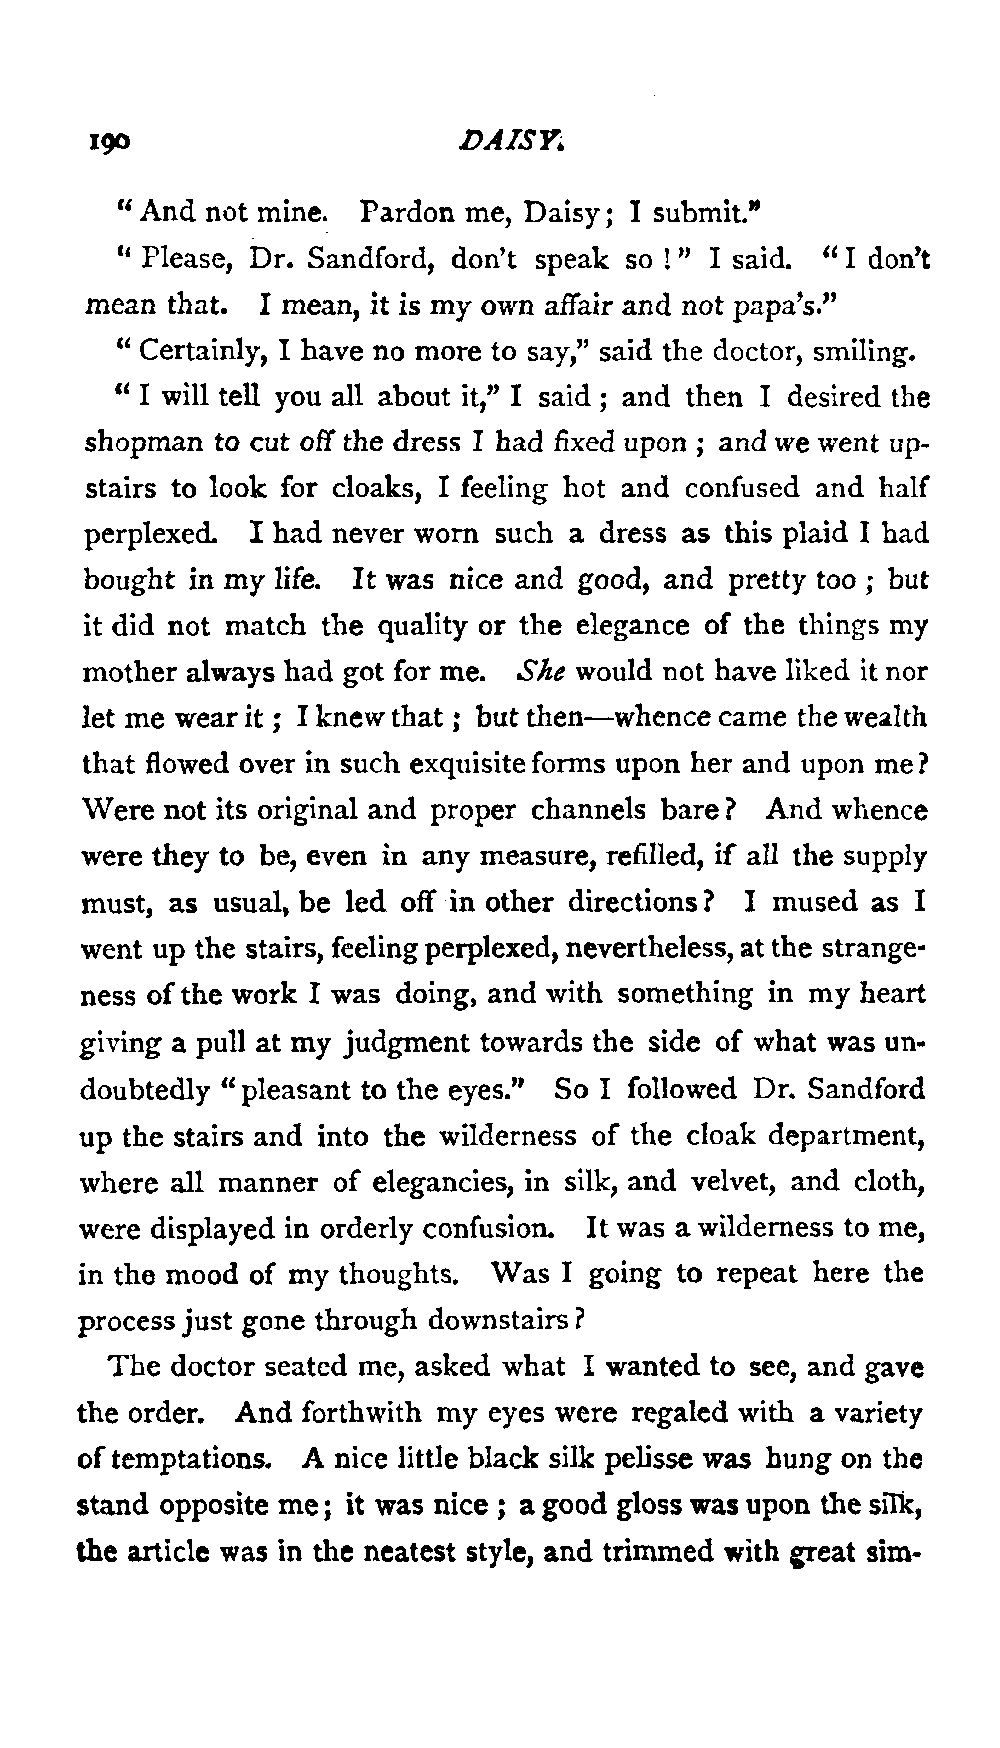 190 DAISY.
“ And not mine. Pardon me, Daisy ; I submit.”
“ Please, Dr. Sandford, don’t speak so ! ” I said. “ I don’t
mean that. I mean, it is my own affair and not papa’s.”
“ Certainly, I have no more to say,” said the doctor, smiling.
“ I will tell you all about it,” I said ; and then I desired the
shopman to cut off the dress I had fixed upon ; and we went up-
stairs to look for cloaks, I feeling hot and confused and half
perplexed. I had never worn such a dress as this plaid I had
bought in my life. It was nice and good, and pretty too ; but
it did not match the quality or the elegance of the things my
mother always had got for me. She would not have liked it nor
let me wear it ; I knew that ; but then—whence came the wealth
that flowed over in such exquisite forms upon her and upon me?
Were not its original and proper channels bare? And whence
were they to be, even in any measure, refilled, if all the supply
must, as usual, be led off in other directions? I mused as I
went up the stairs, feeling perplexed, nevertheless, at the strange-
ness of the work I was doing, and with something in my heart
giving a pull at my judgment towards the side of what was un-
doubtedly “pleasant to the eyes.” So I followed Dr. Sandford
up the stairs and into the wilderness of the cloak department,
where all manner of elegancies, in silk, and velvet, and cloth,
were displayed in orderly confusion. It was a wilderness to me,
in the mood of my thoughts. Was I going to repeat here the
process just gone through downstairs?
The doctor seated me, asked what I wanted to see, and gave
the order. And forthwith my eyes were regaled with a variety
of temptations. A nice little black silk pelisse was hung on the
stand opposite me ; it was nice ; a good gloss was upon the silk,
the article was in the neatest style, and trimmed with great sim-